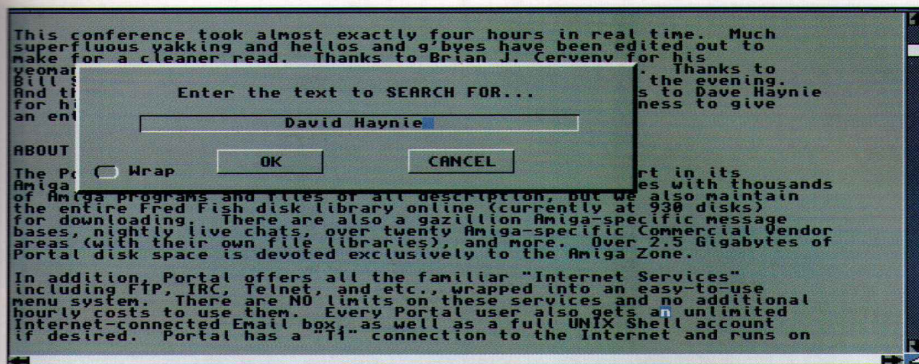 This conference took almost exactly four hours in real time. Much
superfluous yakking and hellos and g'byes have been edited out to
make for a cleaner read. Thanks to Brian J. Cerveny for his
yeoman . Thanks to
Bill S the evening.
And th s to Dave Haynie
for hi ness to give
an ent
Enter the text to SEARCH FOR...
David Haynie
Wrap
OK
CANCEL
ABOUT
The Po rt in its
Amiga es with thousands
of Amiga programs and files of all description, but we also maintain
the entire Fred Fish disk library online (currently at 930 disks)
for downloading. There are also a gazillion Amiga-specific message
bases, nightly live chats, over twenty Amiga-specific Commercial Vendor
areas (with their own file libraries), and more. Over 2.5 Gigabytes of
Portal disk space is devoted exclusively to the Amiga Zone.
In addition, Portal offers all the familiar "Internet Services"
including FTP, IRC, Telnet, and etc., wrapped into an easy-to-use
menu system. There are NO limits on these services and no additional
hourly costs to use them. Every Portal user also gets an unlimited
Internet-connected Email box, as well as a full UNIX Shell account
if desired. Portal has a "T1" connection to the Internet and runs on